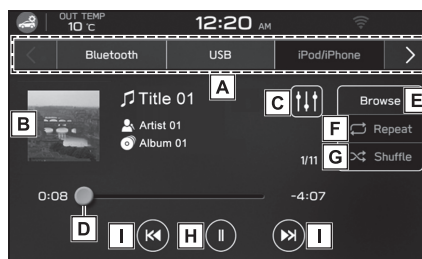 OUT TEMP
10 °C
12:20 AM
Bluetooth
USB
iPod/iPhone
A
Title 01
C
Browse
E
B
Artist 01
F
Repeat
Album 01
1/11
G
Shuffle
0:08
-4:07
D
I
H
I